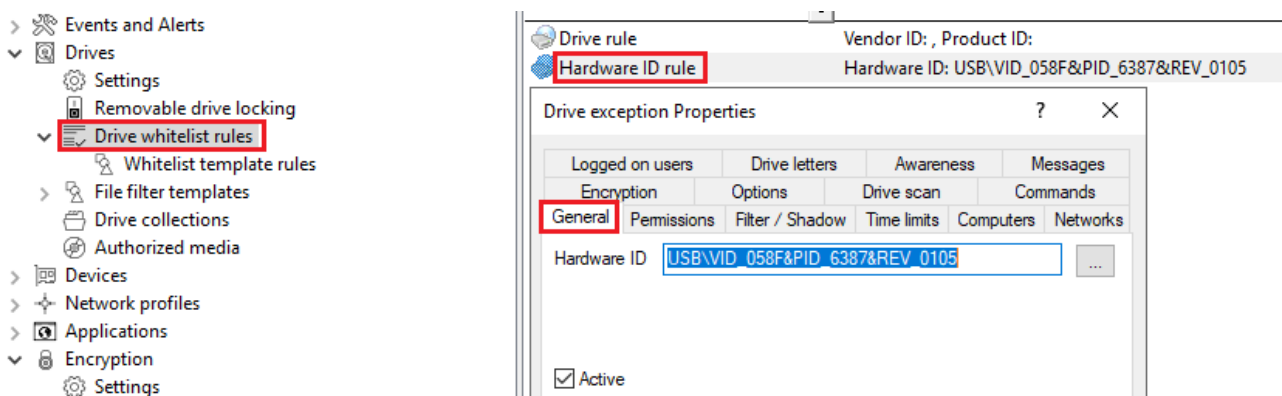 Events and Alerts
Drives
Settings
Removable drive locking
Drive whitelist rules
Whitelist template rules
File filter templates
Drive collections
Authorized media
Devices
Network profiles
Applications
Encryption
Settings
Drive rule Vendor ID: , Product ID:
Hardware ID rule Hardware ID: USB\VID_058F&PID_6387&REV_0105
Drive exception Properties ?
Logged on users Drive letters Awareness Messages
Encryption Options Drive scan Commands
General Permissions Filter / Shadow Time limits Computers Networks
Hardware ID USB\VID_058F&PID_6387&REV_0105 ...
Active